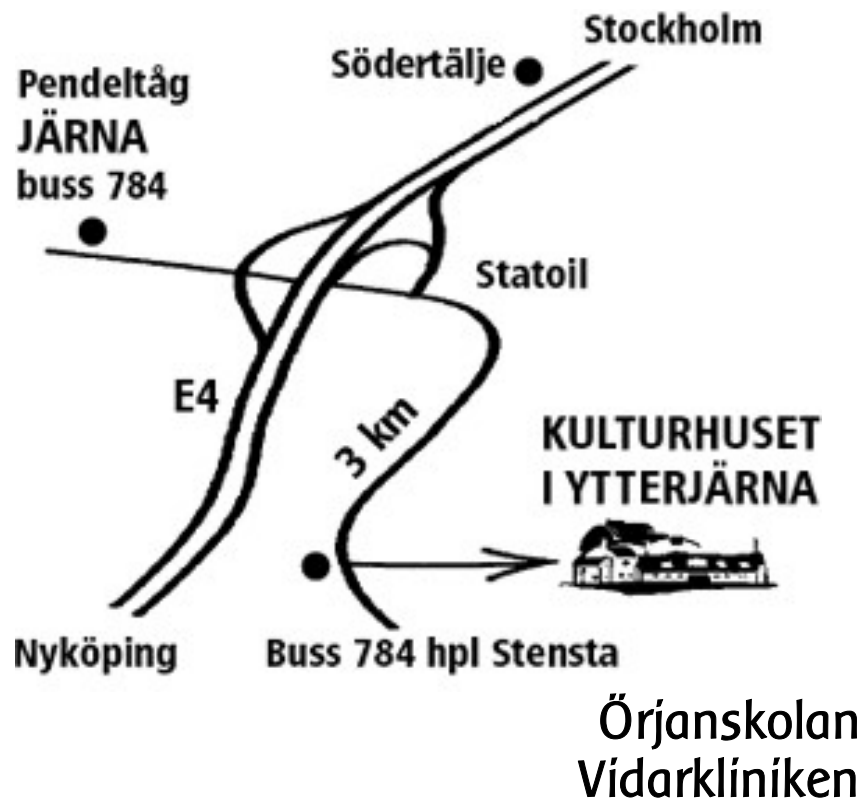 Stockholm
Södertälje
Pendeltåg
JÄRNA
buss 784
Statoil
E4
3 km
KULTURHUSET
I YTTERJÄRNA
Nyköping
Buss 784 hpl Stensta
Örjanskolan
Vidarkliniken